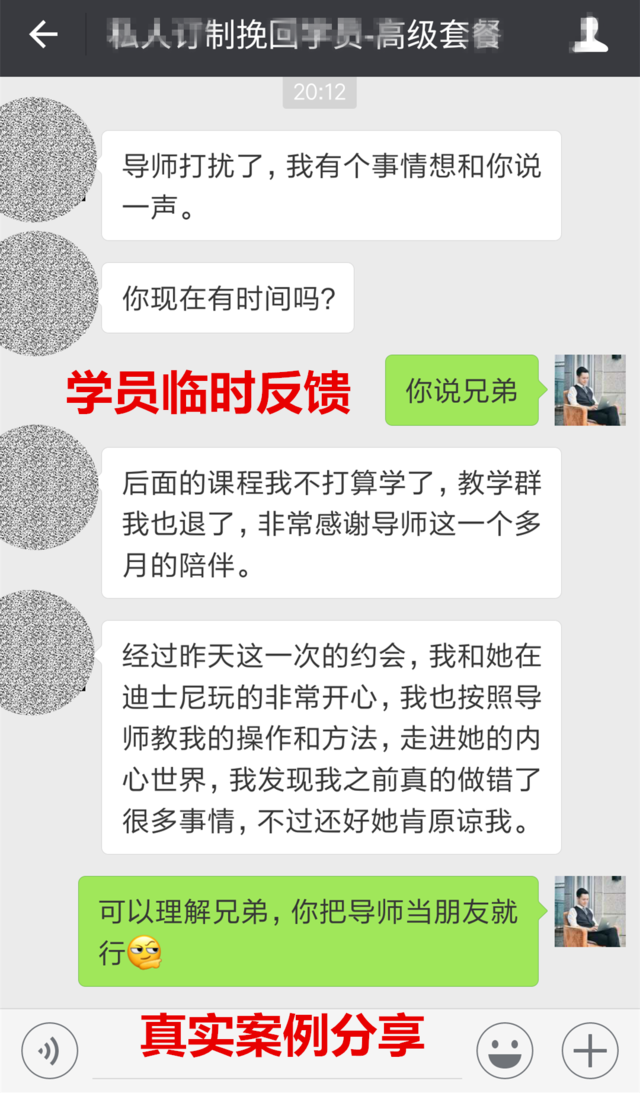 私人订制挽回学员-高级套餐
20:12
导师打扰了，我有个事情想和你说
一声。
你现在有时间吗？
学员临时反馈
你说兄弟
后面的课程我不打算学了，教学群
我也退了，非常感谢导师这一个多
月的陪伴。
经过昨天这一次的约会，我和她在
迪士尼玩的非常开心，我也按照导
师教我的操作和方法，走进她的内
心世界，我发现我之前真的做错了
很多事情，不过还好她肯原谅我。
可以理解兄弟，你把导师当朋友就
行
真实案例分享